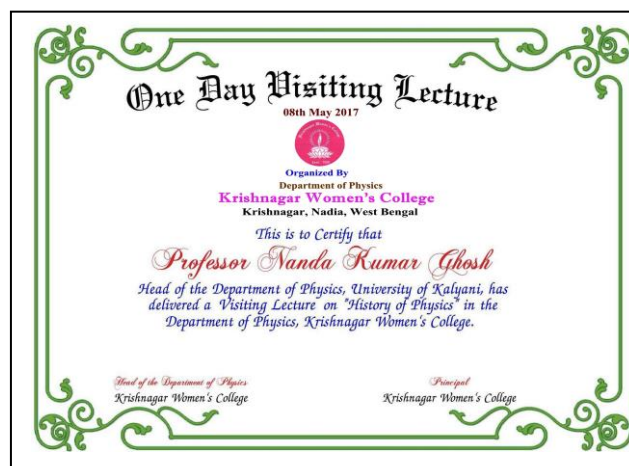 One Day Visiting Lecture
08th May 2017
Organized By
Department of Physics
Krishnagar Women's College
Krishnagar, Nadia, West Bengal
This is to Certify that
Professor Nanda Kumar Ghosh
Head of the Department of Physics, University of Kalyani, has
delivered a Visiting Lecture on "History of Physics" in the
Department of Physics, Krishnagar Women's College.
Head of the Department of Physics
Krishnagar Women's College
Principal
Krishnagar Women's College